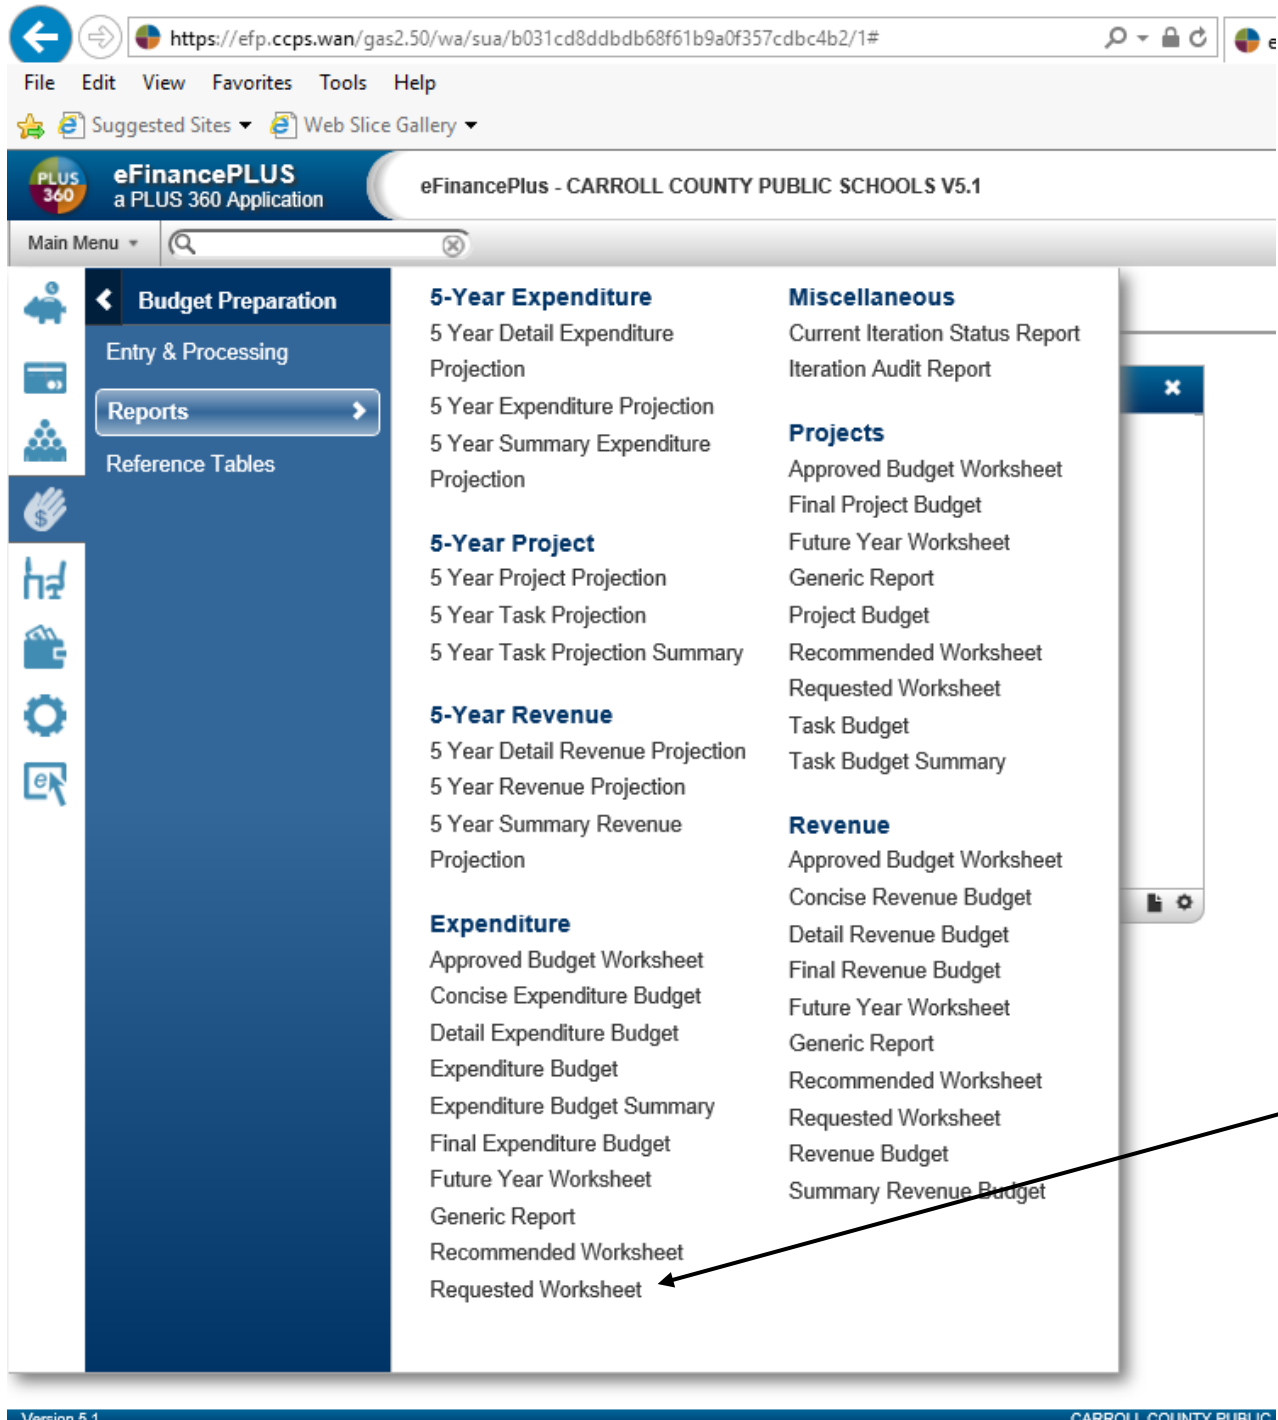 https://efp.ccps.wan/gas2.50/wa/sua/b031cd8ddbdb68f61b9a0f357cdbc4b2/1#
File Edit View Favorites Tools Help
Suggested Sites Web Slice Gallery
PLUS 360
eFinancePLUS
a PLUS 360 Application
eFinancePlus - CARROLL COUNTY PUBLIC SCHOOLS V5.1
Main Menu
Budget Preparation
Entry & Processing
Reports
Reference Tables
5-Year Expenditure
5 Year Detail Expenditure
Projection
5 Year Expenditure Projection
5 Year Summary Expenditure
Projection
5-Year Project
5 Year Project Projection
5 Year Task Projection
5 Year Task Projection Summary
5-Year Revenue
5 Year Detail Revenue Projection
5 Year Revenue Projection
5 Year Summary Revenue
Projection
Expenditure
Approved Budget Worksheet
Concise Expenditure Budget
Detail Expenditure Budget
Expenditure Budget
Expenditure Budget Summary
Final Expenditure Budget
Future Year Worksheet
Generic Report
Recommended Worksheet
Requested Worksheet
Miscellaneous
Current Iteration Status Report
Iteration Audit Report
Projects
Approved Budget Worksheet
Final Project Budget
Future Year Worksheet
Generic Report
Project Budget
Recommended Worksheet
Requested Worksheet
Task Budget
Task Budget Summary
Revenue
Approved Budget Worksheet
Concise Revenue Budget
Detail Revenue Budget
Final Revenue Budget
Future Year Worksheet
Generic Report
Recommended Worksheet
Requested Worksheet
Revenue Budget
Summary Revenue Budget
Version 5.1
CARROLL COUNTY PUBLIC